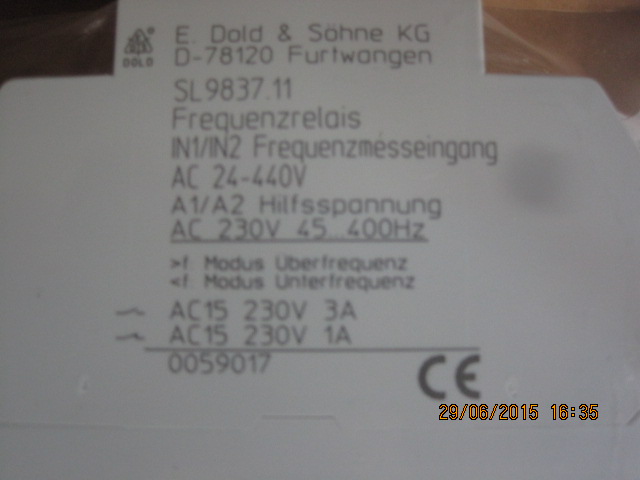 E. Dold & Söhne KG
DOLD
D-78120 Furtwangen
SL9837.11
Frequenzrelais
IN1/IN2 Frequenzmesseingang
AC 24-440V
A1/A2 Hilfsspannung
AC 230V 45...400Hz
>f: Modus Überfrequenz
<f: Modus Unterfrequenz
AC15 230V 3A
AC15 230V 1A
0059017
CE
29/06/2015 16:35